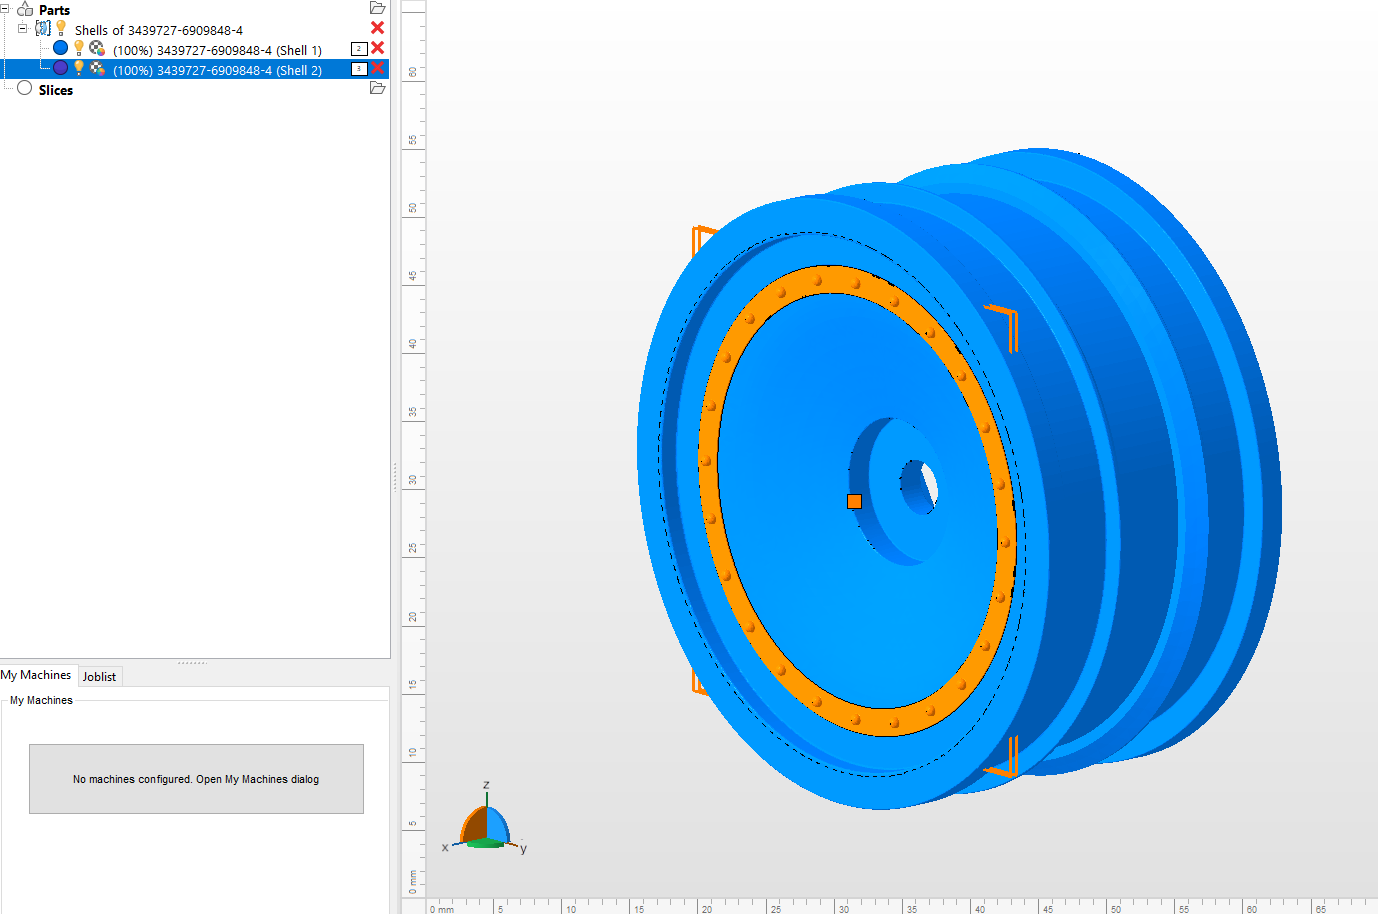 Parts
Shells of 3439727-6909848-4
(100%) 3439727-6909848-4 (Shell 1) 2
(100%) 3439727-6909848-4 (Shell 2) 3
Slices
My Machines Joblist
My Machines
No machines configured. Open My Machines dialog
60
55
50
45
40
35
30
25
20
15
10
5
0 mm
z
x
y
0 mm 5 10 15 20 25 30 35 40 45 50 55 60 65